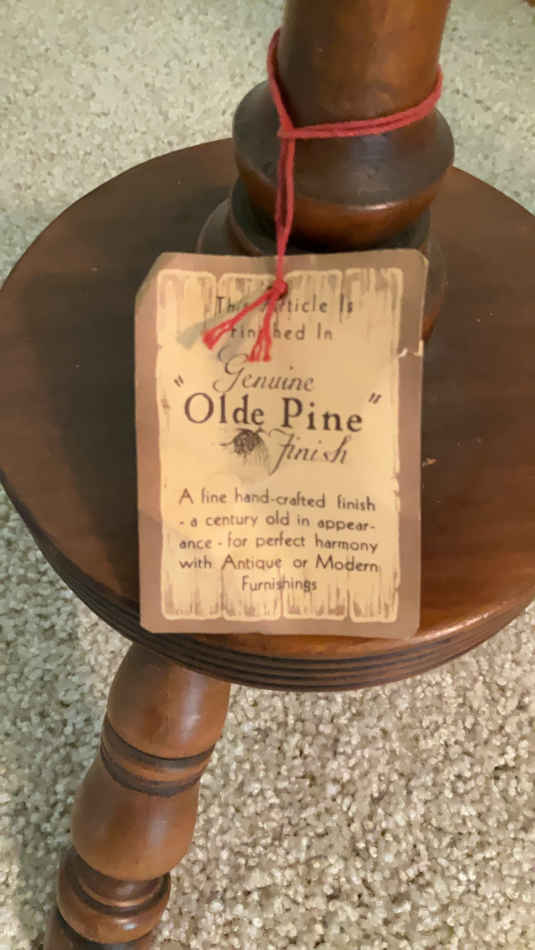 This Article Is
Finished In
Genuine
"Olde Pine"
Finish
A fine hand-crafted finish
- a century old in appear-
ance - for perfect harmony
with Antique or Modern
Furnishings